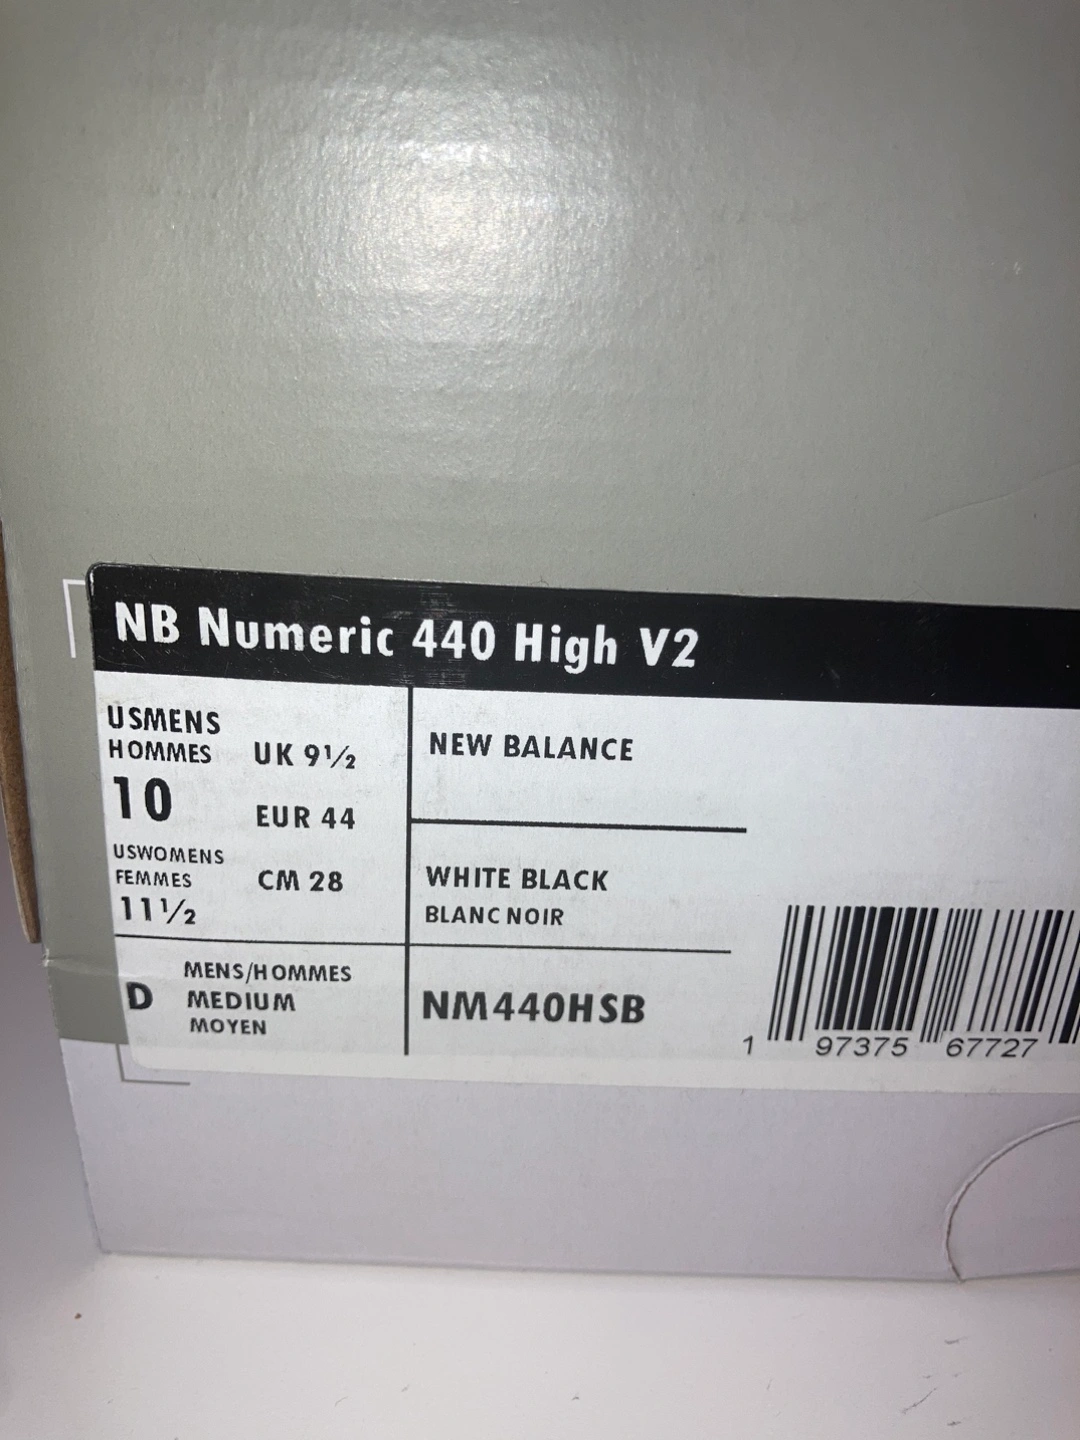 NB Numeric 440 High V2
USMENS
HOMMES
10
UK 9½
EUR 44
USWOMENS
FEMMES
11½
CM 28
D
MENS/HOMMES
MEDIUM
MOYEN
NEW BALANCE
WHITE BLACK
BLANC NOIR
NM440HSB
1 97375 67727